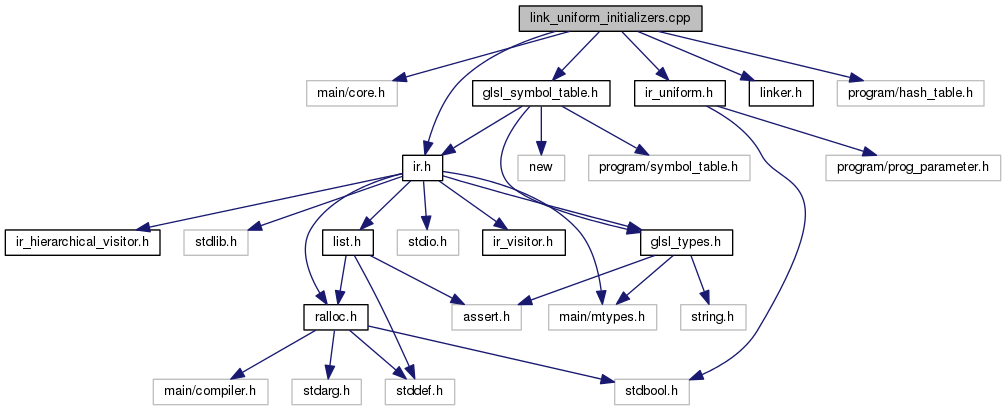 link_uniform_initializers.cpp
main/core.h
glsl_symbol_table.h
ir_uniform.h
linker.h
program/hash_table.h
ir.h
new
program/symbol_table.h
program/prog_parameter.h
ir_hierarchical_visitor.h
stdlib.h
list.h
stdio.h
ir_visitor.h
glsl_types.h
ralloc.h
assert.h
main/mtypes.h
string.h
main/compiler.h
stdarg.h
stddef.h
stdbool.h